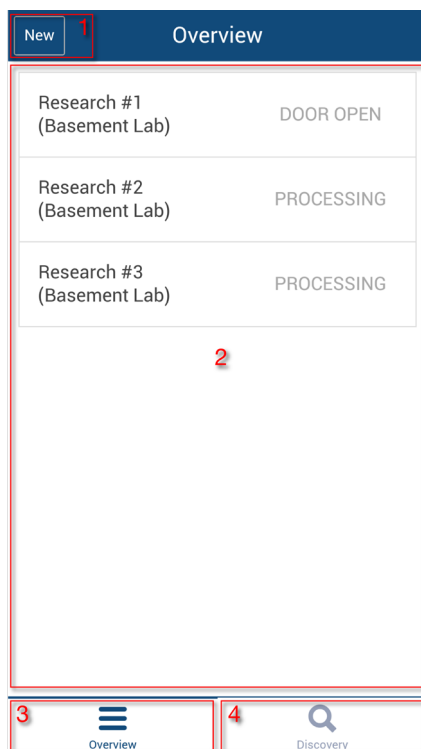 New 1 Overview
Research #1
(Basement Lab)
DOOR OPEN
Research #2
(Basement Lab)
PROCESSING
Research #3
(Basement Lab)
PROCESSING
2
3
Overview
4
Discovery